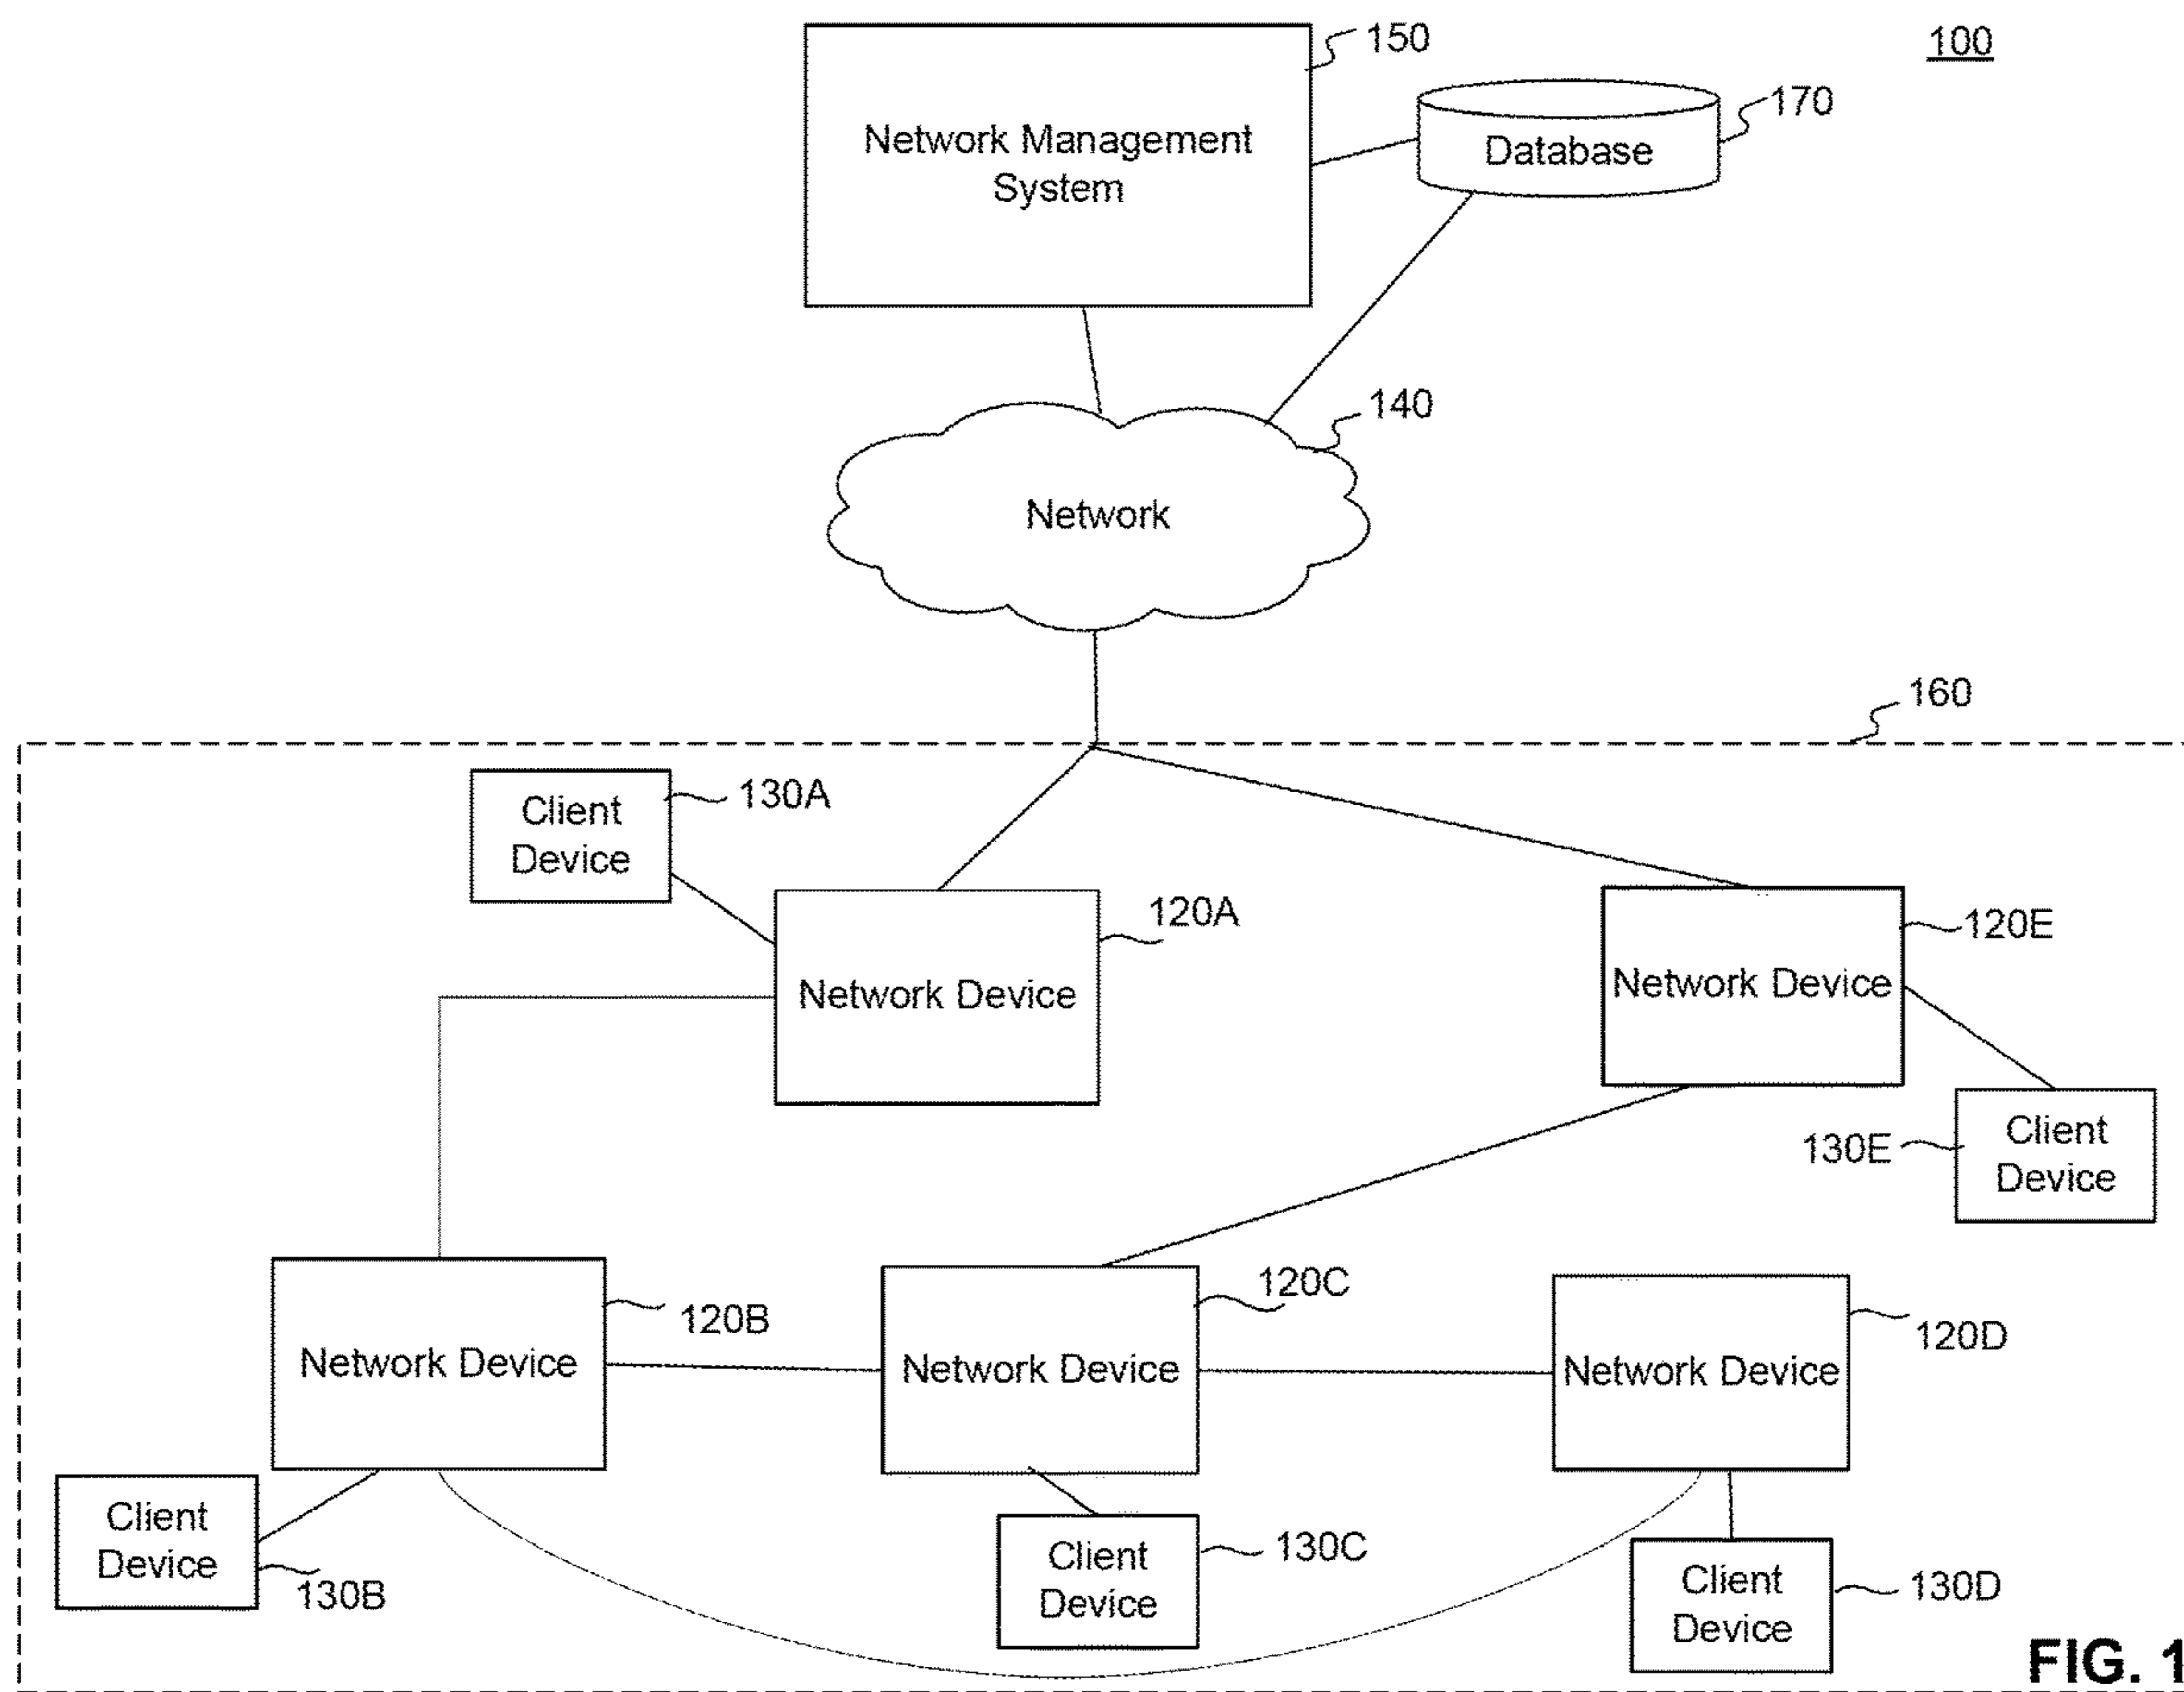 100
150
Network Management
System
170
Database
140
Network
160
130A
Client
Device
120A
Network Device
120E
Network Device
130E
Client
Device
120B
Network Device
120C
Network Device
120D
Network Device
Client
Device
130B
Client
Device
130C
Client
Device
130D
FIG. 1